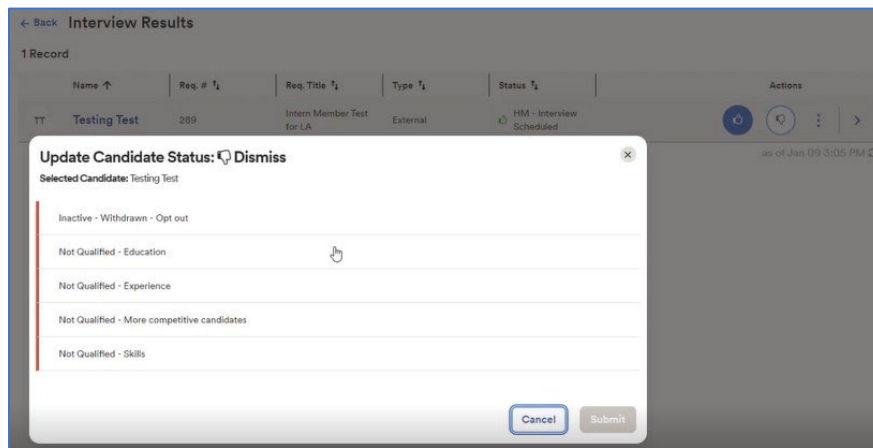 ← Back Interview Results
1 Record
Name ↑ Req. # ↑↓ Req. Title ↑↓ Type ↑↓ Status ↑↓ Actions
TT Testing Test 289 Intern Member Test for LA External HM - Interview Scheduled
as of Jan 09 3:05 PM
Update Candidate Status: Dismiss
Selected Candidate: Testing Test
Inactive - Withdrawn - Opt out
Not Qualified - Education
Not Qualified - Experience
Not Qualified - More competitive candidates
Not Qualified - Skills
Cancel Submit